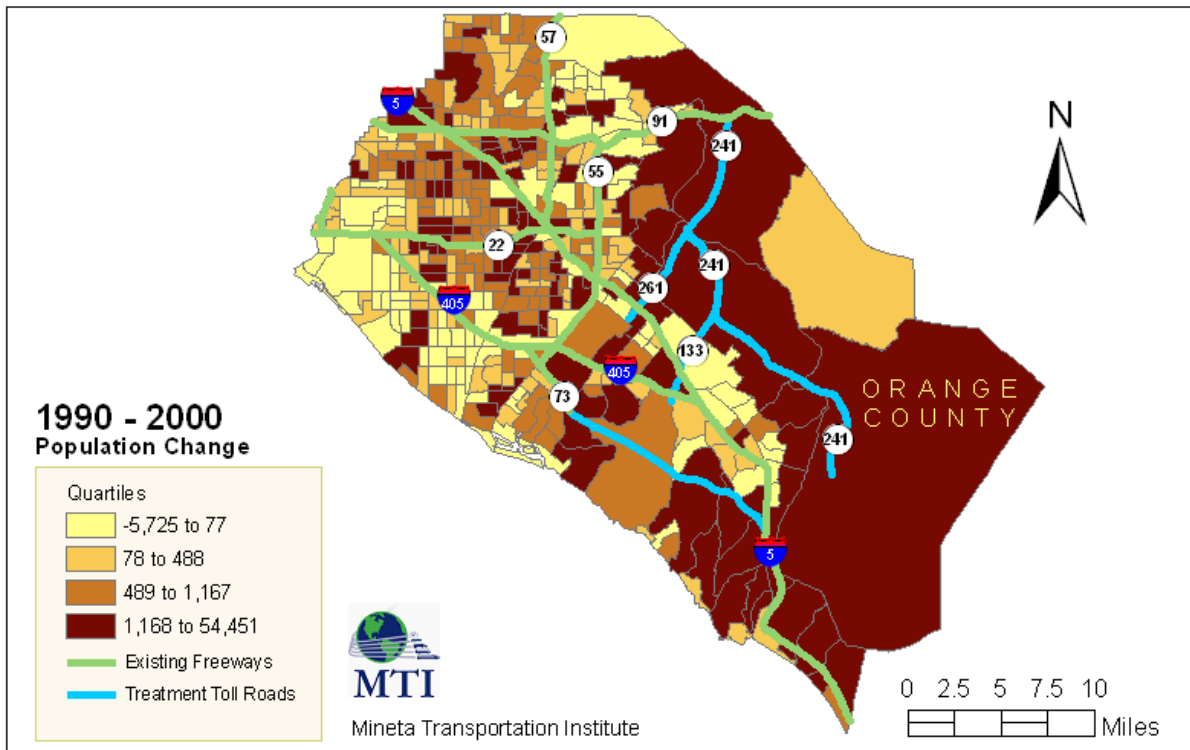 57
5
91
241
55
22
241
261
405
133
405
73
ORANGE
COUNTY
241
5
N
1990 - 2000
Population Change
Quartiles
-5,725 to 77
78 to 488
489 to 1,167
1,168 to 54,451
Existing Freeways
Treatment Toll Roads
MTI
Mineta Transportation Institute
0 2.5 5 7.5 10
Miles